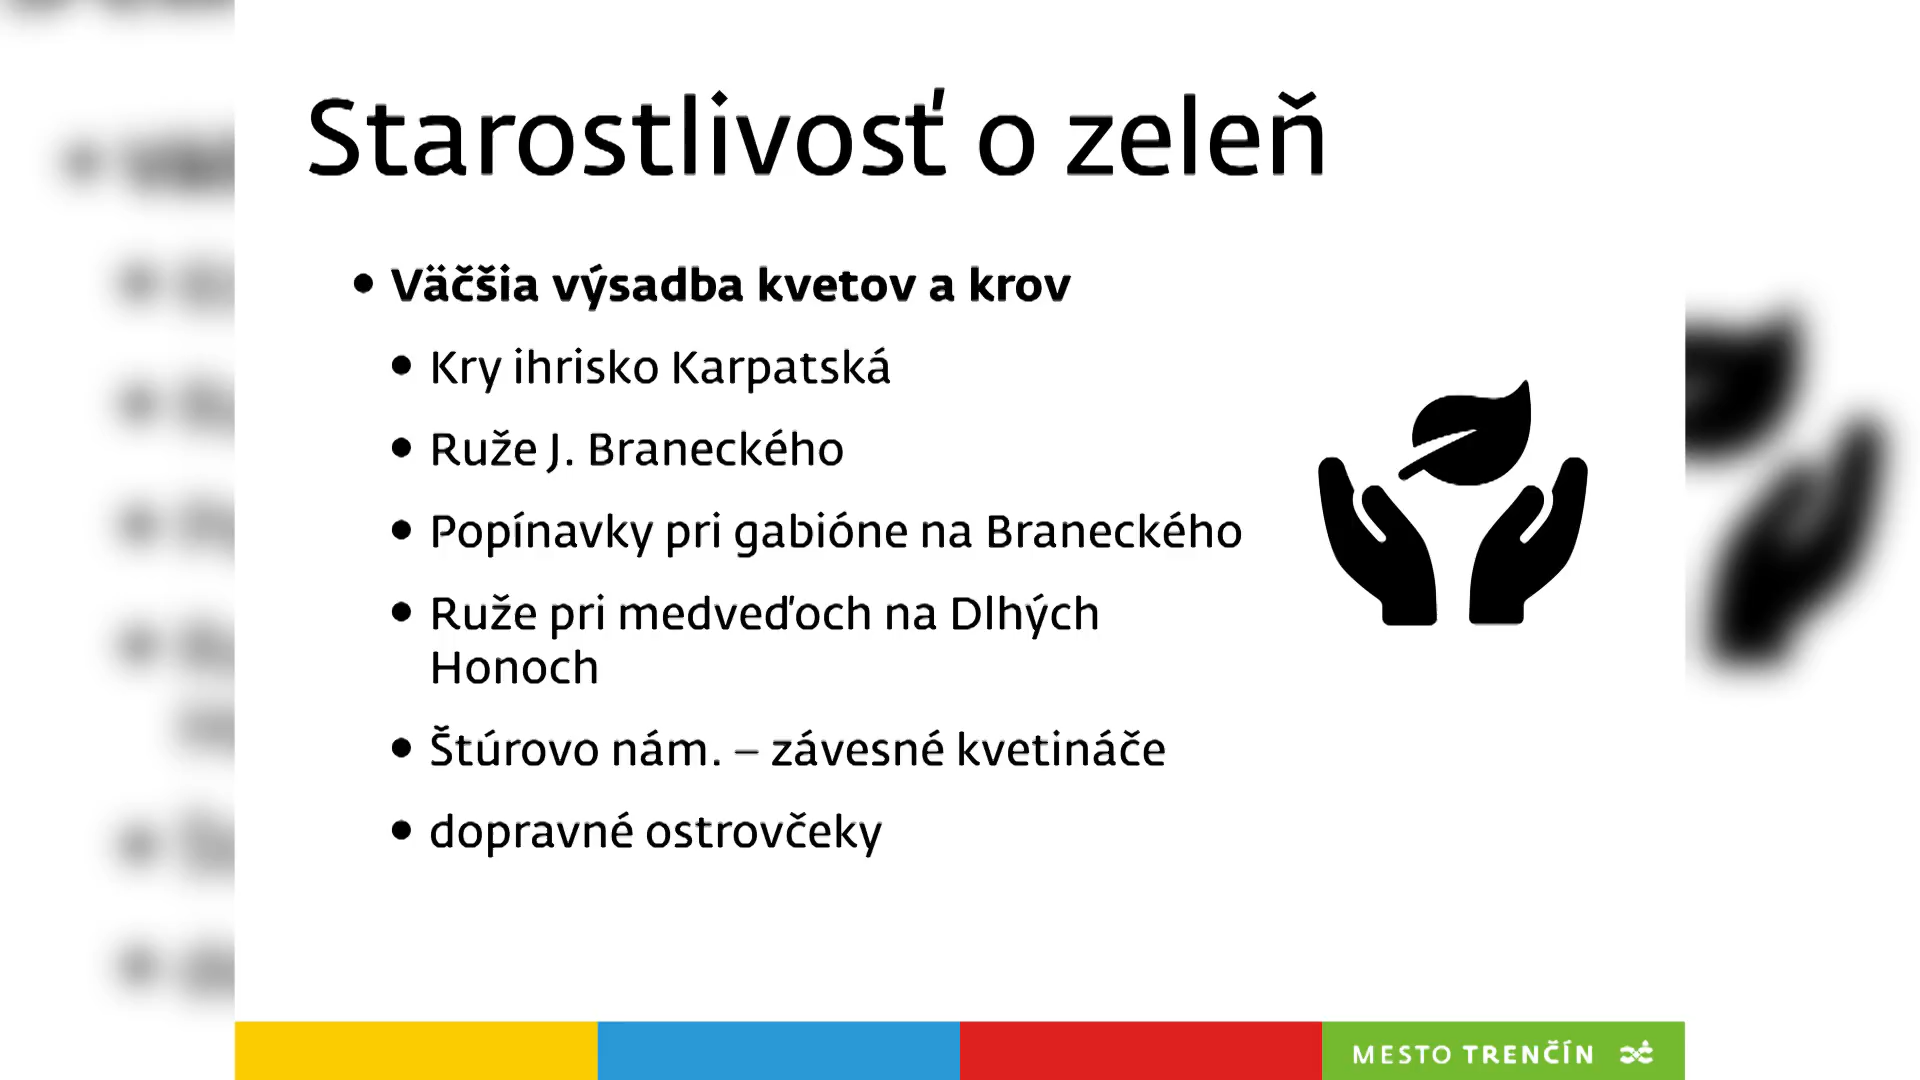 Starostlivosť o zeleň
• Väčšia výsadba kvetov a krov
• Kry ihrisko Karpatská
• Ruže J. Braneckého
• Popínavky pri gabióne na Braneckého
• Ruže pri medveďoch na Dlhých
Honoch
• Štúrovo nám. – závesné kvetináče
• dopravné ostrovčeky
MESTO TRENČÍN